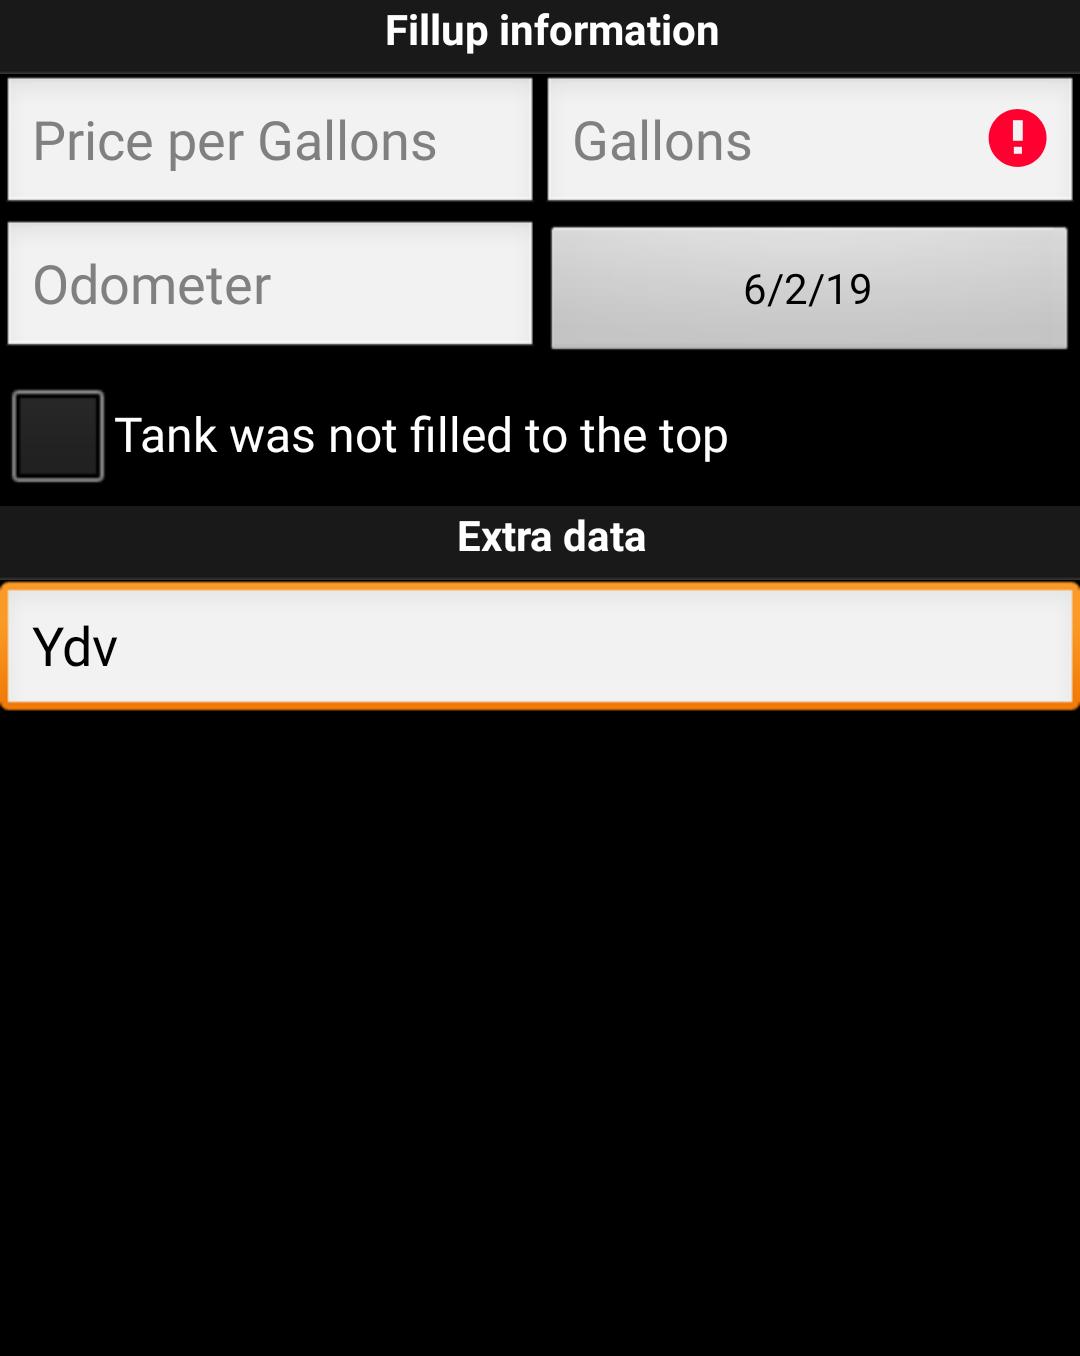 Fillup information
Price per Gallons
Gallons
Odometer
6/2/19
Tank was not filled to the top
Extra data
Ydv